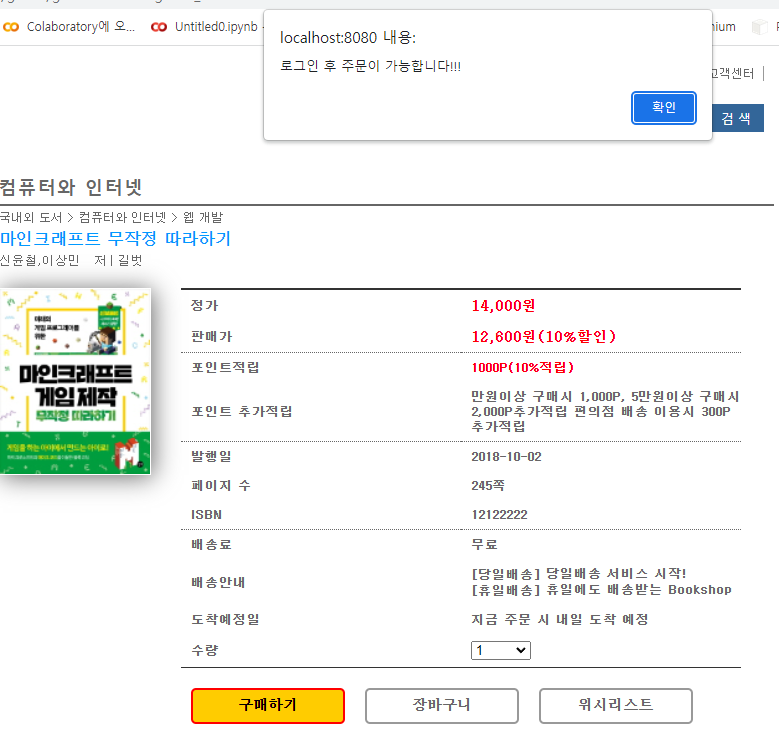 Colaboratory에 오... Untitled0.ipynb
localhost:8080 내용:
로그인 후 주문이 가능합니다!!!
확인
고객센터 |
검 색
컴퓨터와 인터넷
국내외 도서 > 컴퓨터와 인터넷 > 웹 개발
마인크래프트 무작정 따라하기
신윤철,이상민 저 | 길벗
마인크래프트
게임 제작
무작정 따라하기
정가 14,000원
판매가 12,600원(10%할인)
포인트적립 1000P(10%적립)
포인트 추가적립 만원이상 구매시 1,000P, 5만원이상 구매시
2,000P추가적립 편의점 배송 이용시 300P
추가적립
발행일 2018-10-02
페이지 수 245쪽
ISBN 12122222
배송료 무료
배송안내 [당일배송] 당일배송 서비스 시작!
[휴일배송] 휴일에도 배송받는 Bookshop
도착예정일 지금 주문 시 내일 도착 예정
수량 1
구매하기 장바구니 위시리스트